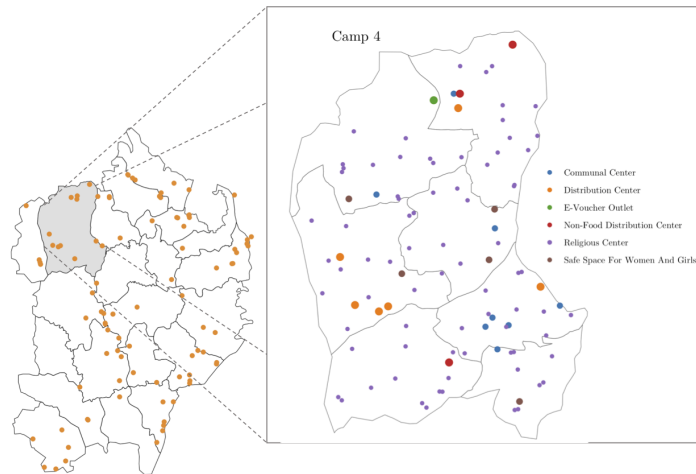 Camp 4
Communal Center
Distribution Center
E-Voucher Outlet
Non-Food Distribution Center
Religious Center
Safe Space For Women And Girls